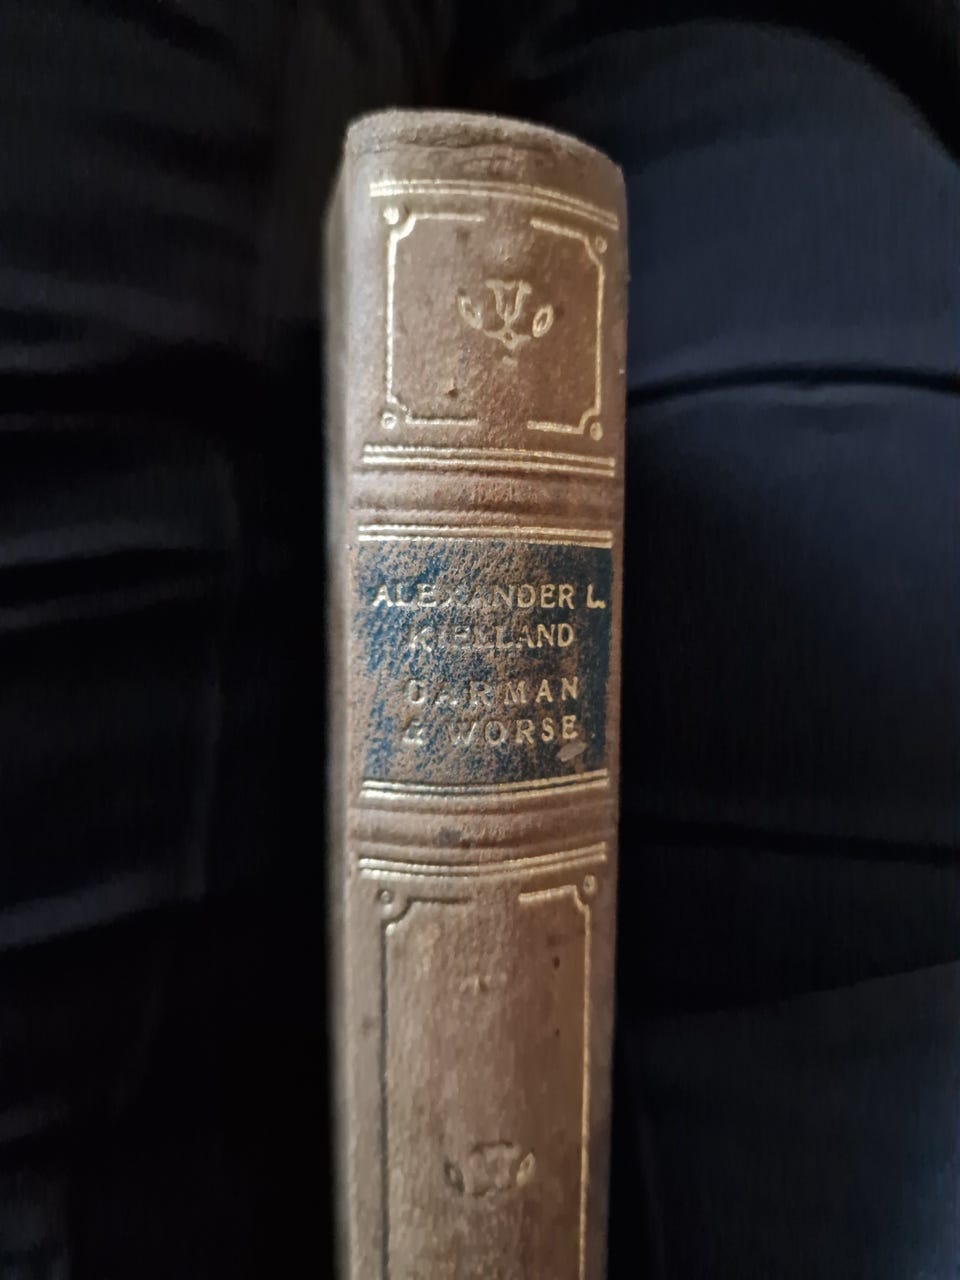 ALEXANDER L.
KIELLAND
GARMAN
& WORSE